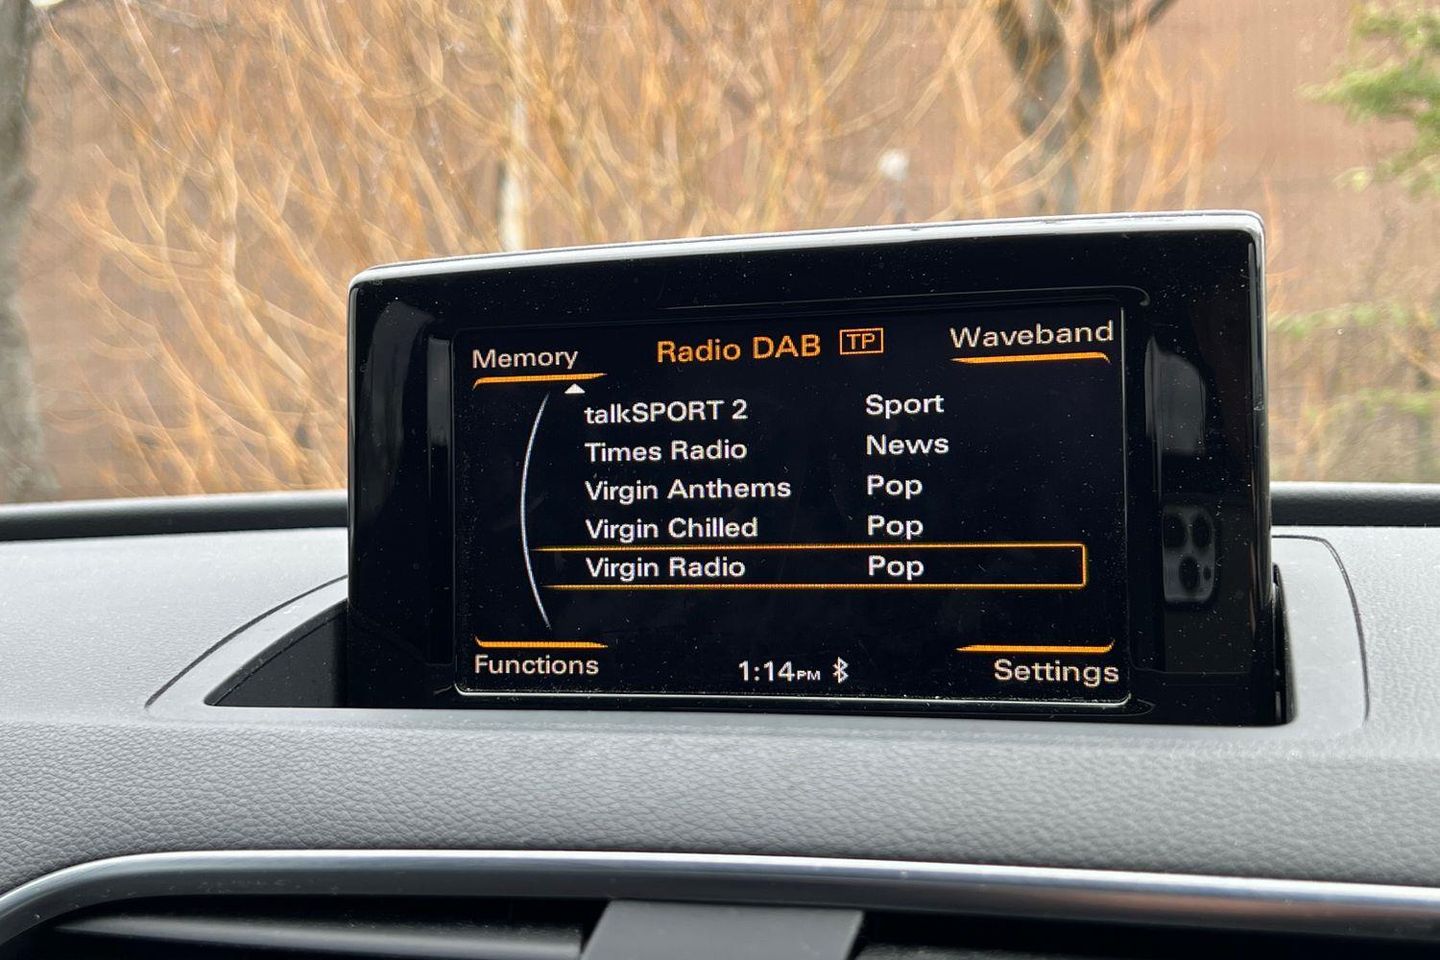 Memory Radio DAB TP Waveband
talkSPORT 2 Sport
Times Radio News
Virgin Anthems Pop
Virgin Chilled Pop
Virgin Radio Pop
Functions 1:14PM Settings